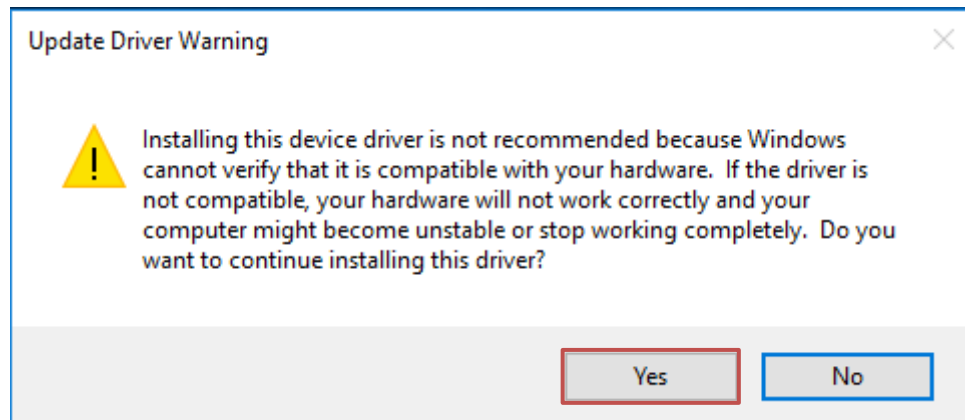 Update Driver Warning
Installing this device driver is not recommended because Windows
cannot verify that it is compatible with your hardware.  If the driver is
not compatible, your hardware will not work correctly and your
computer might become unstable or stop working completely.  Do you
want to continue installing this driver?
Yes
No